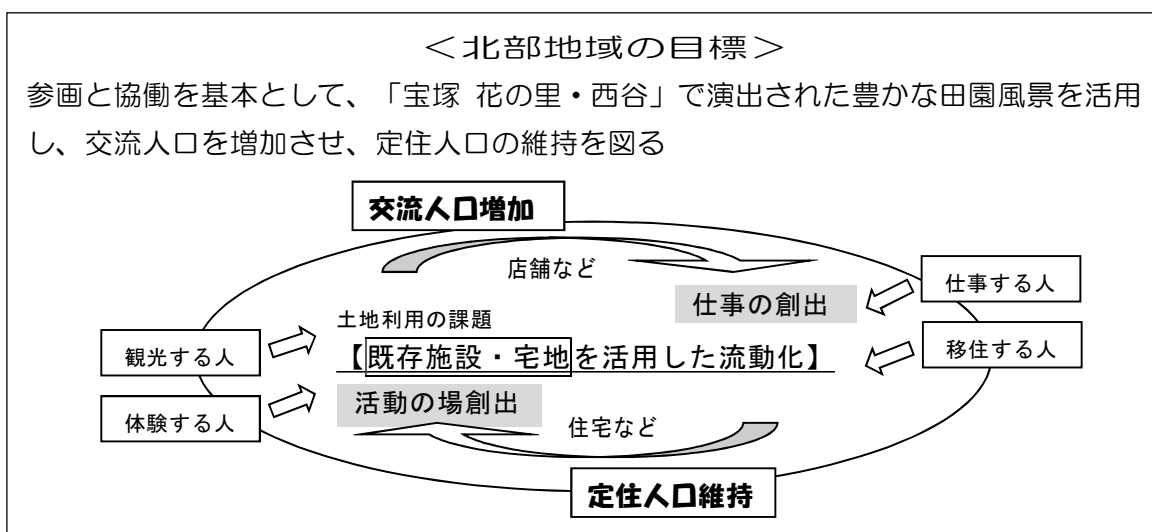 ＜北部地域の目標＞
参画と協働を基本として、「宝塚 花の里・西谷」で演出された豊かな田園風景を活用
し、交流人口を増加させ、定住人口の維持を図る
交流人口増加
店舗など
仕事の創出
仕事する人
土地利用の課題
【既存施設・宅地を活用した流動化】
観光する人
移住する人
活動の場創出
体験する人
住宅など
定住人口維持